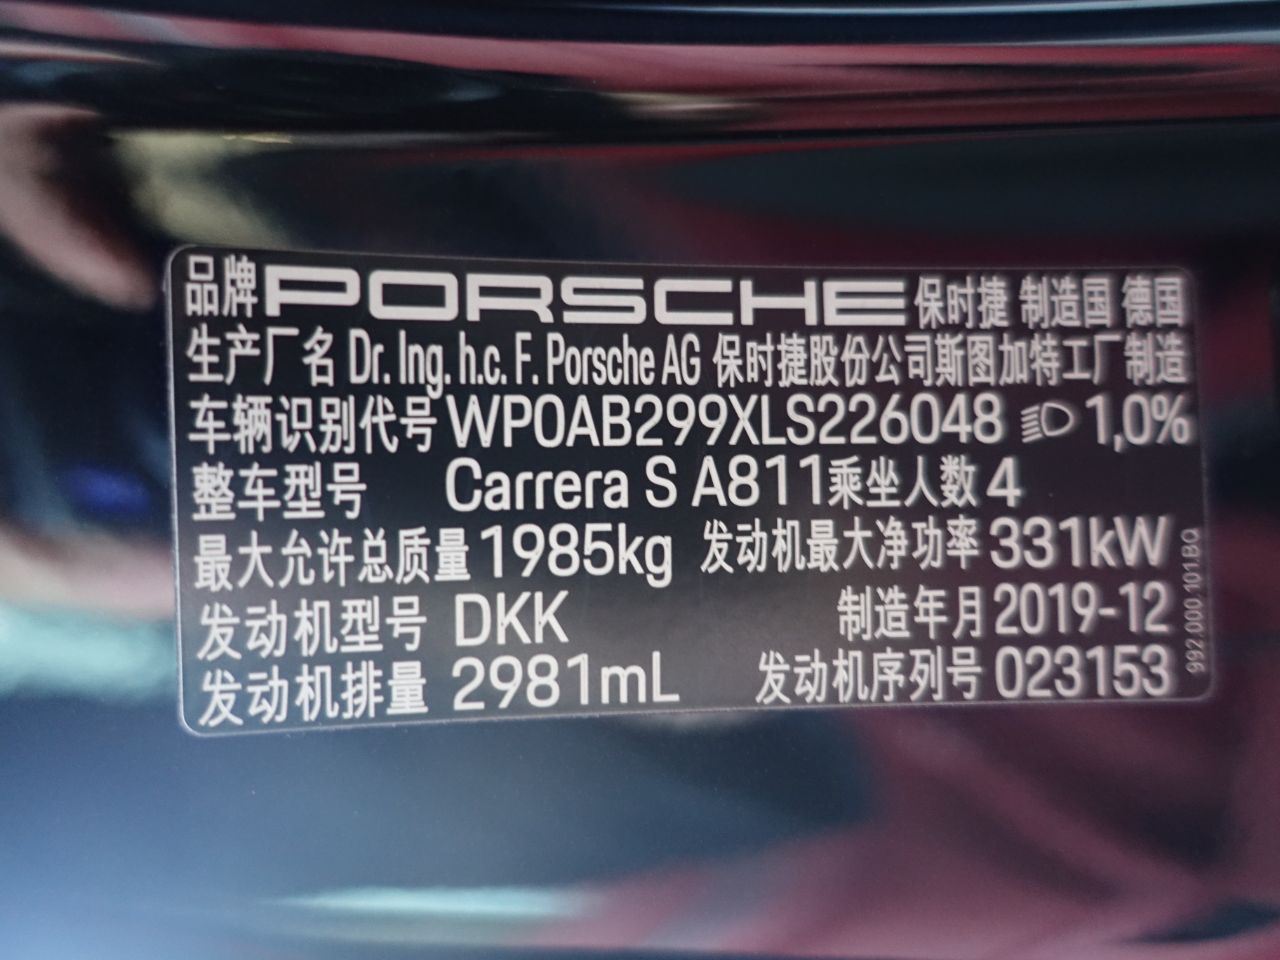 品牌 PORSCHE 保时捷 制造国 德国
生产厂名 Dr. Ing. h.c. F. Porsche AG 保时捷股份公司斯图加特工厂制造
车辆识别代号 WP0AB299XLS226048 1,0%
整车型号 Carrera S A811 乘坐人数 4
最大允许总质量 1985kg 发动机最大净功率 331kW
发动机型号 DKK 制造年月 2019-12
发动机排量 2981mL 发动机序列号 023153
992.000.101.BQ